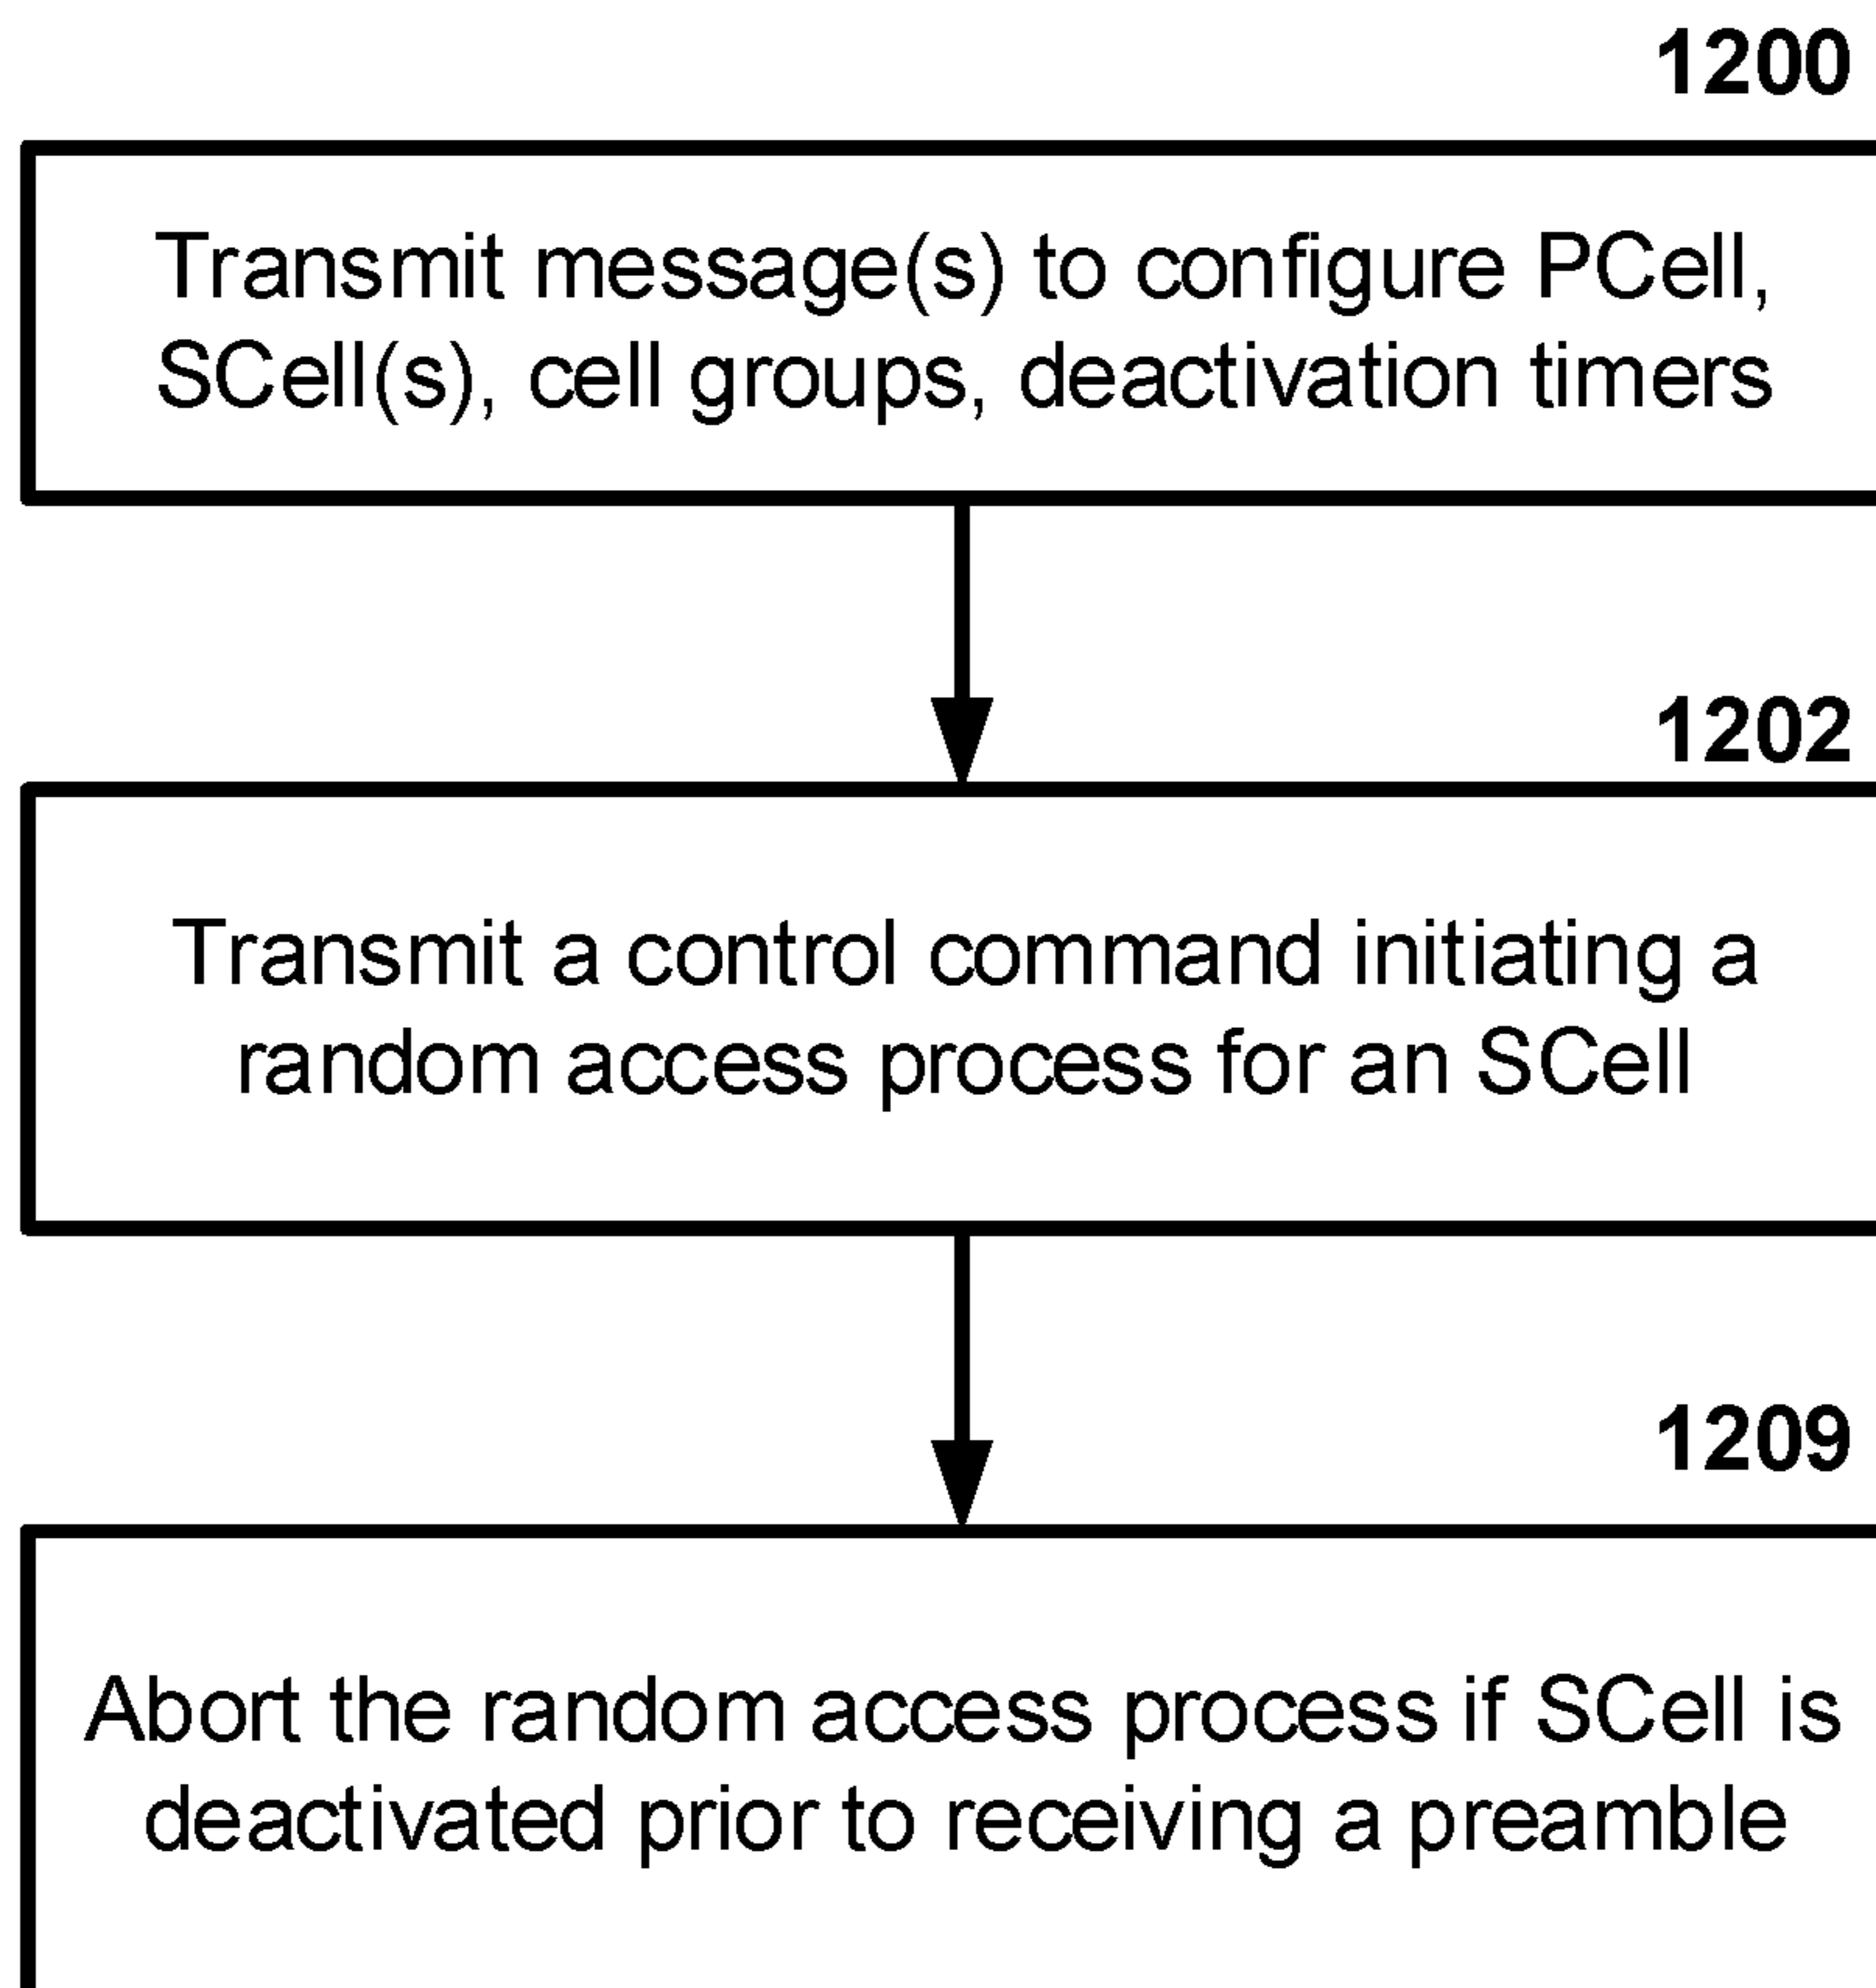 1200
Transmit message(s) to configure PCell,
SCell(s), cell groups, deactivation timers
1202
Transmit a control command initiating a
random access process for an SCell
1209
Abort the random access process if SCell is
deactivated prior to receiving a preamble